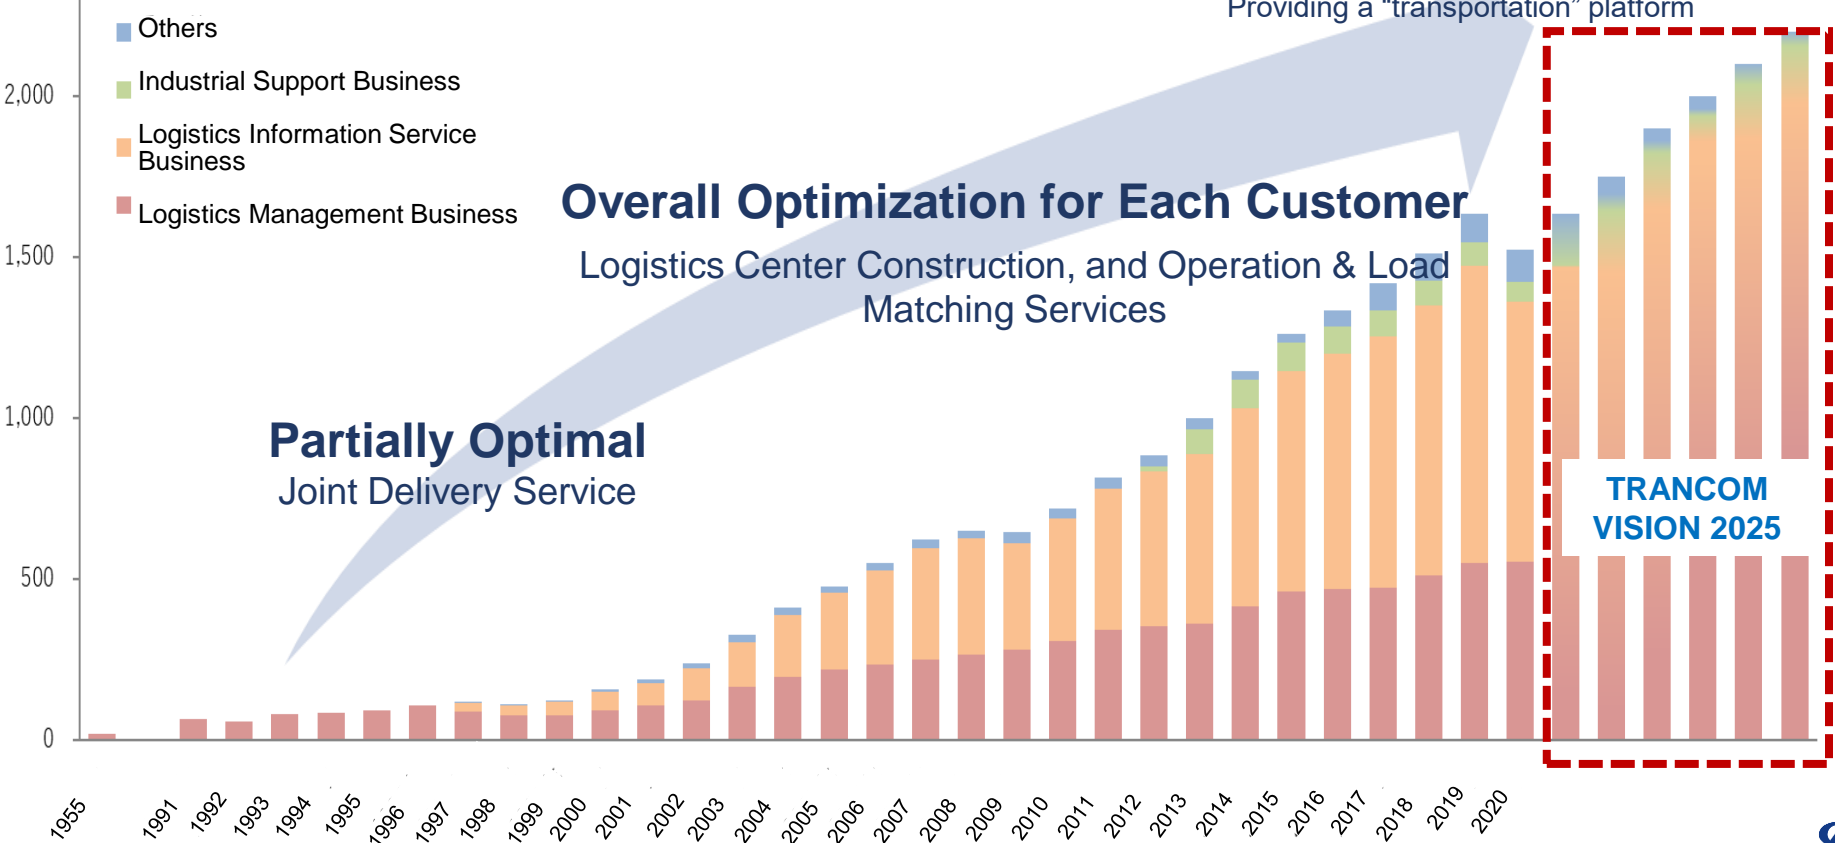 Providing a “transportation” platform
Others
Industrial Support Business
Logistics Information Service
Business
Logistics Management Business
2,000
1,500
1,000
500
0
Overall Optimization for Each Customer
Logistics Center Construction, and Operation & Load
Matching Services
Partially Optimal
Joint Delivery Service
TRANCOM
VISION 2025
1955
1991
1992
1993
1994
1995
1996
1997
1998
1999
2000
2001
2002
2003
2004
2005
2006
2007
2008
2009
2010
2011
2012
2013
2014
2015
2016
2017
2018
2019
2020